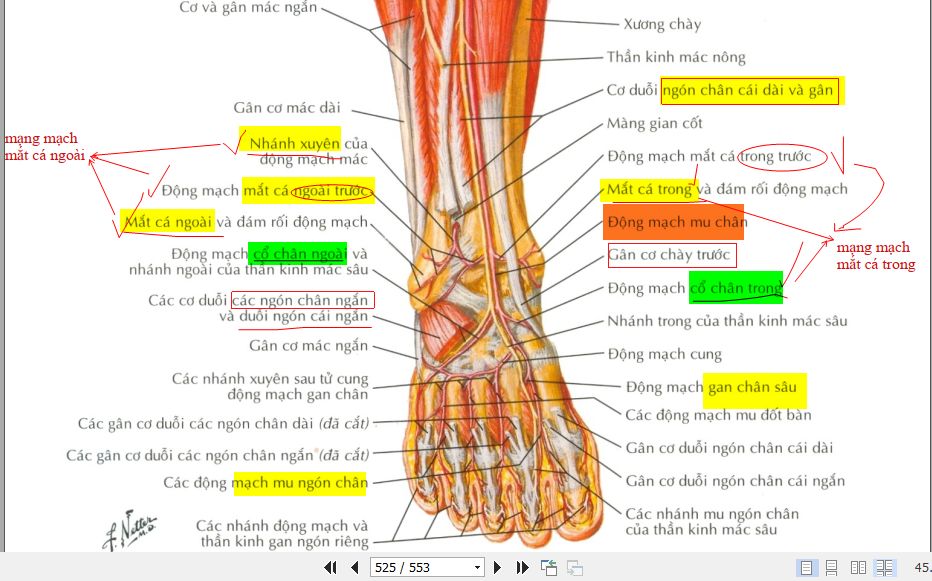 Cơ và gân mác ngắn
Gân cơ mác dài
mạng mạch
mắt cá ngoài
Nhánh xuyên của
động mạch mác
Động mạch mắt cá ngoài trước
Mắt cá ngoài và đám rối động mạch
Động mạch cổ chân ngoài và
nhánh ngoài của thần kinh mác sâu
Các cơ duỗi các ngón chân ngắn
và duỗi ngón cái ngắn
Gân cơ mác ngắn
Các nhánh xuyên sau tử cung
động mạch gan chân
Các gân cơ duỗi các ngón chân dài (đã cắt)
Các gân cơ duỗi các ngón chân ngắn (đã cắt)
Các động mạch mu ngón chân
Các nhánh động mạch và
thần kinh gan ngón riêng
Xương chày
Thần kinh mác nông
Cơ duỗi ngón chân cái dài và gân
Màng gian cốt
Động mạch mắt cá trong trước
Mắt cá trong và đám rối động mạch
Động mạch mu chân
mạng mạch
mắt cá trong
Gân cơ chày trước
Động mạch cổ chân trong
Nhánh trong của thần kinh mác sâu
Động mạch cung
Động mạch gan chân sâu
Các động mạch mu đốt bàn
Gân cơ duỗi ngón chân cái dài
Gân cơ duỗi ngón chân cái ngắn
Các nhánh mu ngón chân
của thần kinh mác sâu
F. Netter
M.D.
525 / 553
45.